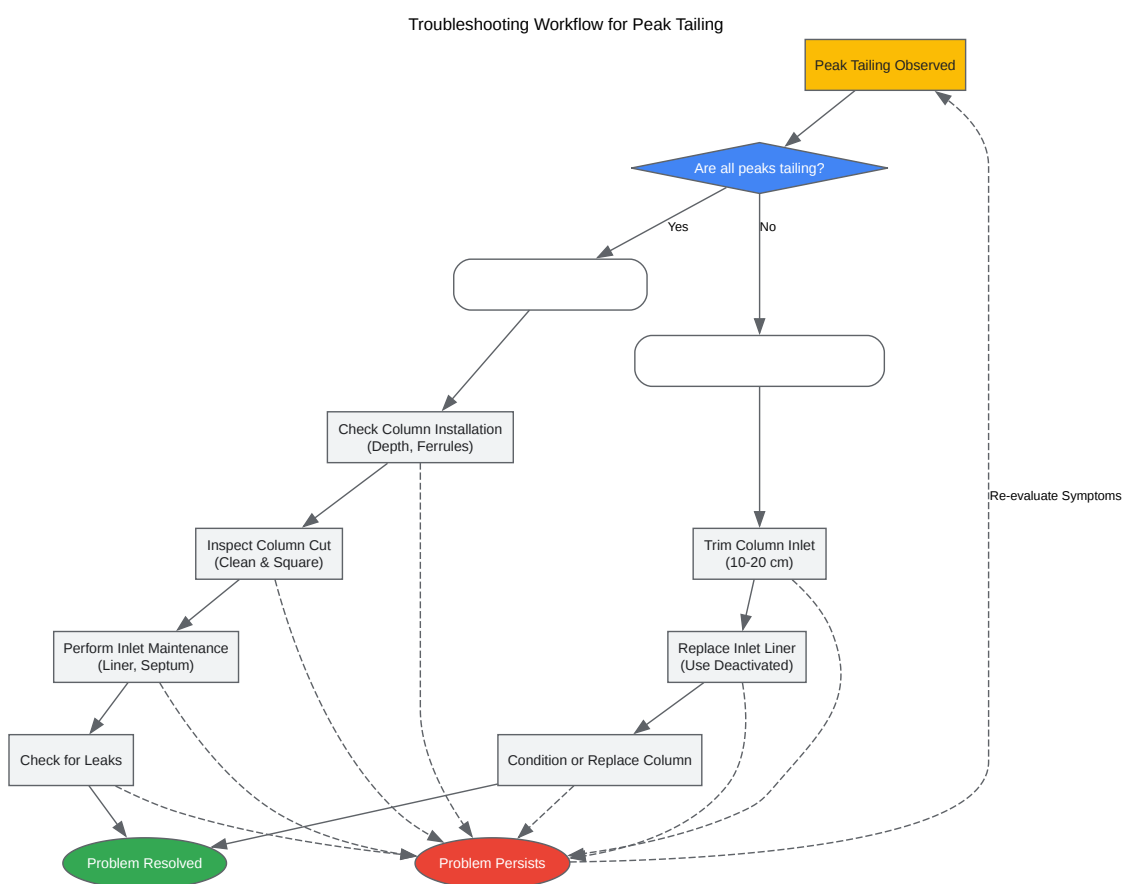 Troubleshooting Workflow for Peak Tailing
Peak Tailing Observed
Are all peaks tailing?
Yes
No
Check Column Installation
(Depth, Ferrules)
Re-evaluate Symptoms
Inspect Column Cut
(Clean & Square)
Trim Column Inlet
(10-20 cm)
Perform Inlet Maintenance
(Liner, Septum)
Replace Inlet Liner
(Use Deactivated)
Check for Leaks
Condition or Replace Column
Problem Resolved
Problem Persists